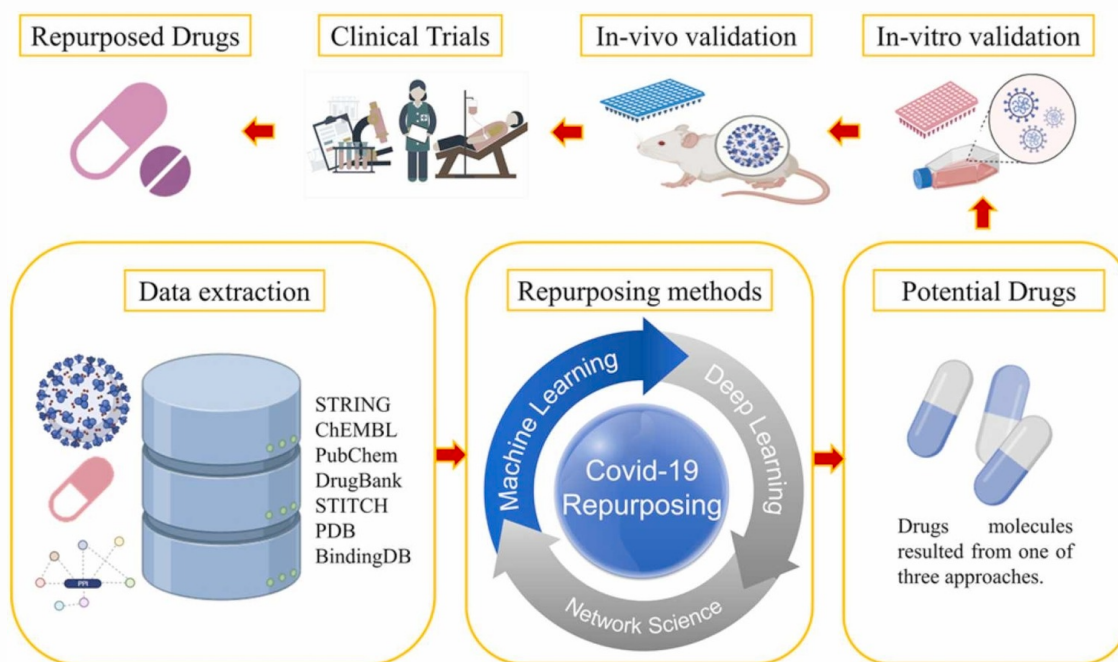 Repurposed Drugs
Clinical Trials
In-vivo validation
In-vitro validation
Data extraction
STRING
ChEMBL
PubChem
DrugBank
STITCH
PDB
BindingDB
PPI
Repurposing methods
Machine Learning
Deep Learning
Network Science
Covid-19
Repurposing
Potential Drugs
Drugs molecules
resulted from one of
three approaches.